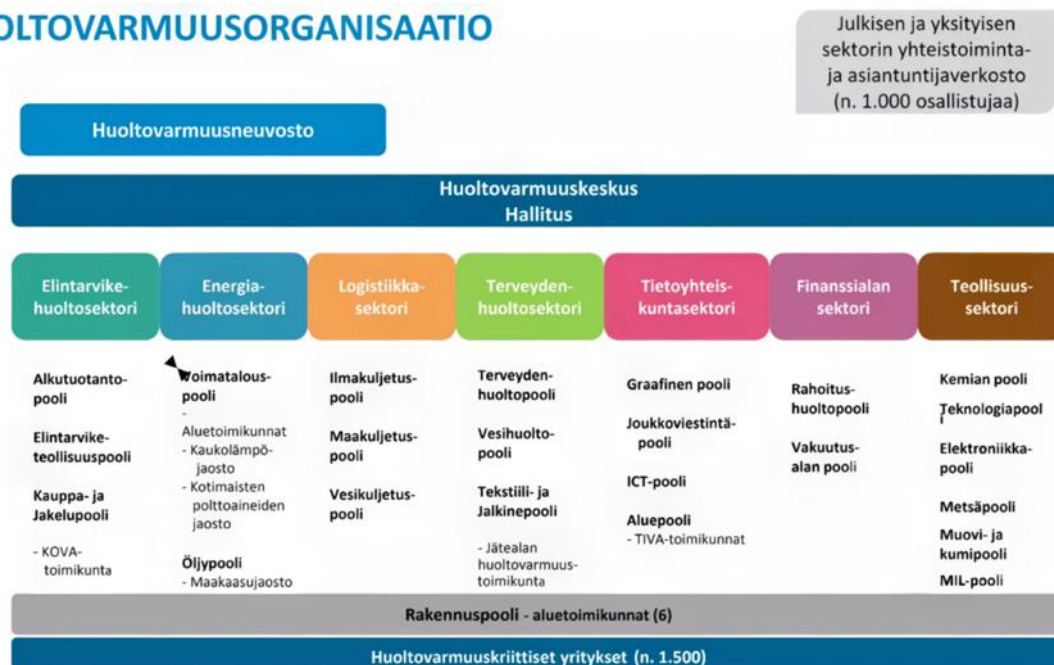 OLTOVARMUUSORGANISAATIO
Julkisen ja yksityisen
sektorin yhteistoiminta-
ja asiantuntijaverkosto
(n. 1.000 osallistujaa)
Huoltovarmuusneuvosto
Huoltovarmuuskeskus
Hallitus
Elintarvike-
huoltosektori
Energia-
huoltosektori
Logistiikka-
sektori
Terveyden-
huoltosektori
Tietoyhteis-
kuntasektori
Finanssialan
sektori
Teollisuus-
sektori
Alkutuotanto-
pooli
Elintarvike-
teollisuuspooli
Kauppa- ja
Jakelupooli
- KOVA-
toimikunta
Voimatalous-
pooli
-
Aluetoimikunnat
- Kaukolämpö-
jaosto
- Kotimaisten
polttoaineiden
jaosto
Öljypooli
- Maakaasujaosto
Ilmakuljetus-
pooli
Maakuljetus-
pooli
Vesikuljetus-
pooli
Terveyden-
huoltopooli
Vesihuolto-
pooli
Tekstiili- ja
Jalkinepooli
- Jätealan
huoltovarmuus-
toimikunta
Graafinen pooli
Joukkoviestintä-
pooli
ICT-pooli
Aluepooli
- TIVA-toimikunnat
Rahoitus-
huoltopooli
Vakuutus-
alan pooli
Kemian pooli
Teknologiapool
i
Elektroniikka-
pooli
Metsäpooli
Muovi- ja
kumipooli
MIL-pooli
Rakennuspooli - aluetoimikunnat (6)
Huoltovarmuuskriittiset yritykset (n. 1.500)